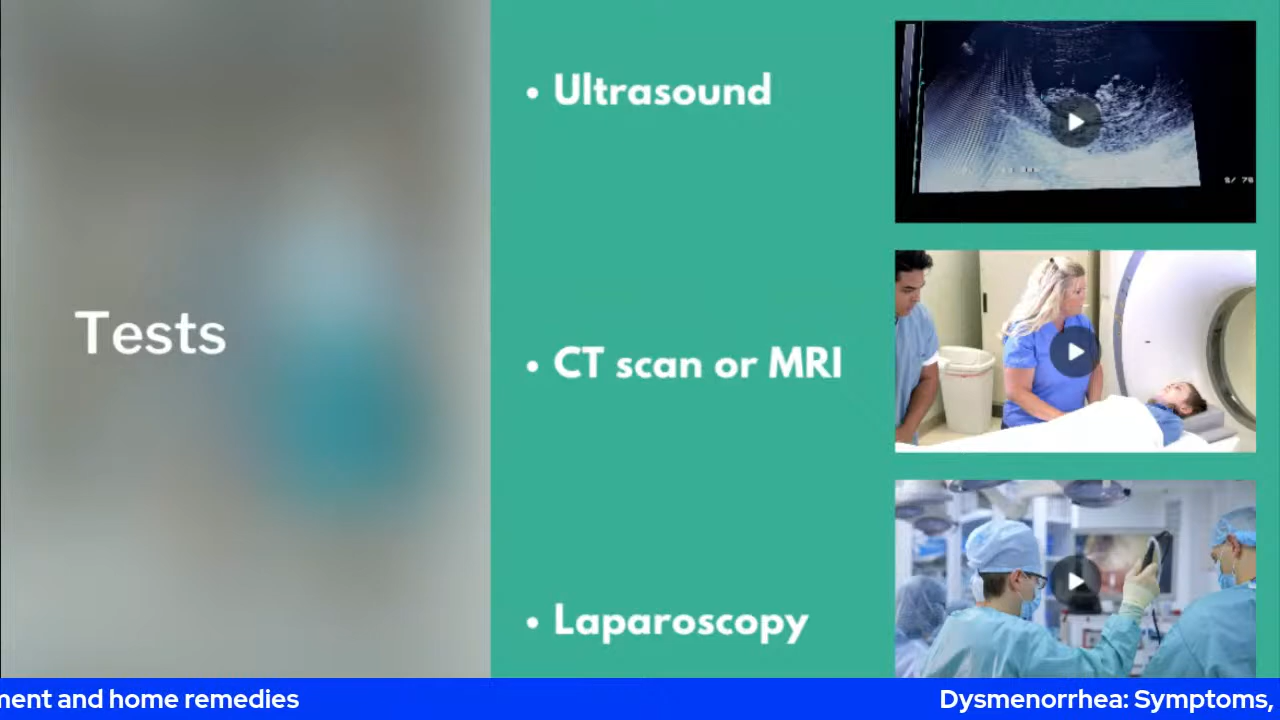 Tests
• Ultrasound
• CT scan or MRI
• Laparoscopy
ment and home remedies
Dysmenorrhea: Symptoms,